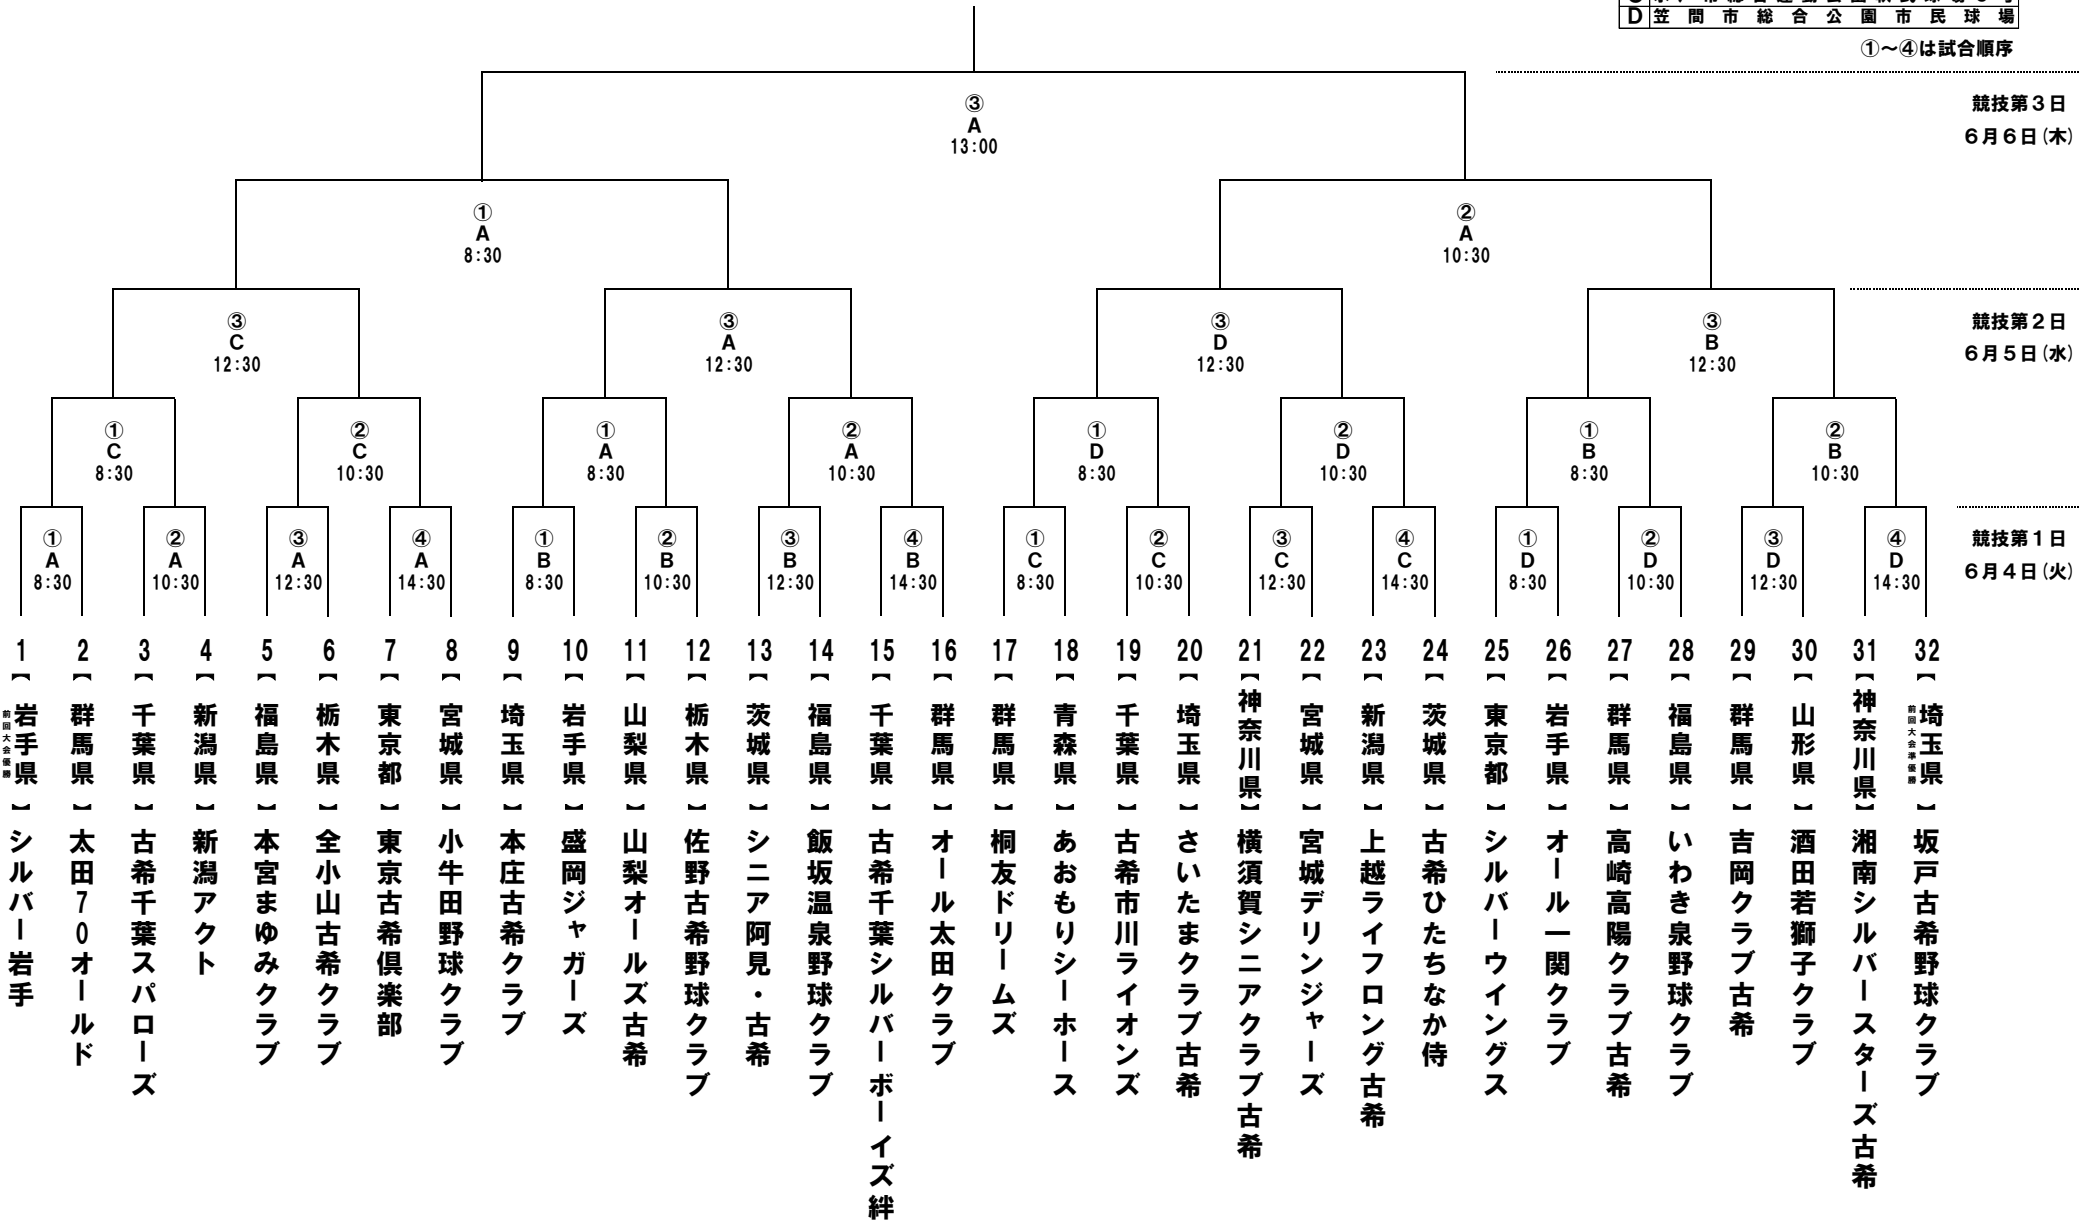 D 笠間市総合公園市民球場
①～④は試合順序
競技第３日
６月６日(木)
③
A
13:00
①
A
8:30
②
A
10:30
競技第２日
６月５日(水)
③
C
12:30
③
A
12:30
③
D
12:30
③
B
12:30
①
C
8:30
②
C
10:30
①
A
8:30
②
A
10:30
①
D
8:30
②
D
10:30
①
B
8:30
②
B
10:30
競技第１日
６月４日(火)
①
A
8:30
②
A
10:30
③
A
12:30
④
A
14:30
①
B
8:30
②
B
10:30
③
B
12:30
④
B
14:30
①
C
8:30
②
C
10:30
③
C
12:30
④
C
14:30
①
D
8:30
②
D
10:30
③
D
12:30
④
D
14:30
1【岩手県】シルバー岩手
前回大会優勝
2【群馬県】太田７０オールド
3【千葉県】古希千葉スパローズ
4【新潟県】新潟アクト
5【福島県】本宮まゆみクラブ
6【栃木県】全小山古希クラブ
7【東京都】東京古希倶楽部
8【宮城県】小牛田野球クラブ
9【埼玉県】本庄古希クラブ
10【岩手県】盛岡ジャガーズ
11【山梨県】山梨オールズ古希
12【栃木県】佐野古希野球クラブ
13【茨城県】シニア阿見・古希
14【福島県】飯坂温泉野球クラブ
15【千葉県】古希千葉シルバーボーイズ絆
16【群馬県】オール太田クラブ
17【群馬県】桐友ドリームズ
18【青森県】あおもりシーホース
19【千葉県】古希市川ライオンズ
20【埼玉県】さいたまクラブ古希
21【神奈川県】横須賀シニアクラブ古希
22【宮城県】宮城デリンジャーズ
23【新潟県】上越ライフロング古希
24【茨城県】古希ひたちなか侍
25【東京都】シルバーウイングス
26【岩手県】オール一関クラブ
27【群馬県】高崎高陽クラブ古希
28【福島県】いわき泉野球クラブ
29【群馬県】吉岡クラブ古希
30【山形県】酒田若獅子クラブ
31【神奈川県】湘南シルバースターズ古希
32【埼玉県】坂戸古希野球クラブ
前回大会準優勝